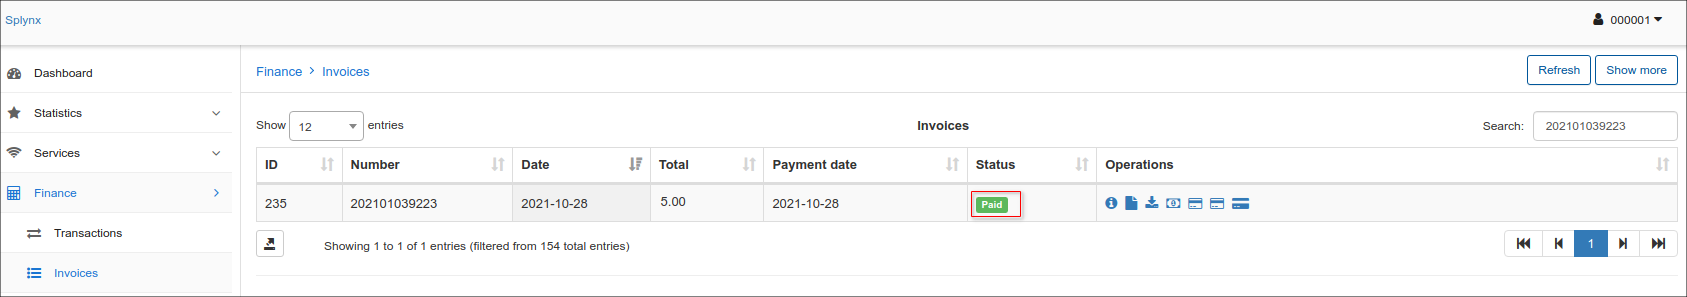 Splynx
000001
Dashboard
Statistics
Services
Finance
Transactions
Invoices
Finance > Invoices
Refresh
Show more
Show 12 entries
Invoices
Search: 202101039223
ID Number Date Total Payment date Status Operations
235 202101039223 2021-10-28 5.00 2021-10-28 Paid
Showing 1 to 1 of 1 entries (filtered from 154 total entries)
1